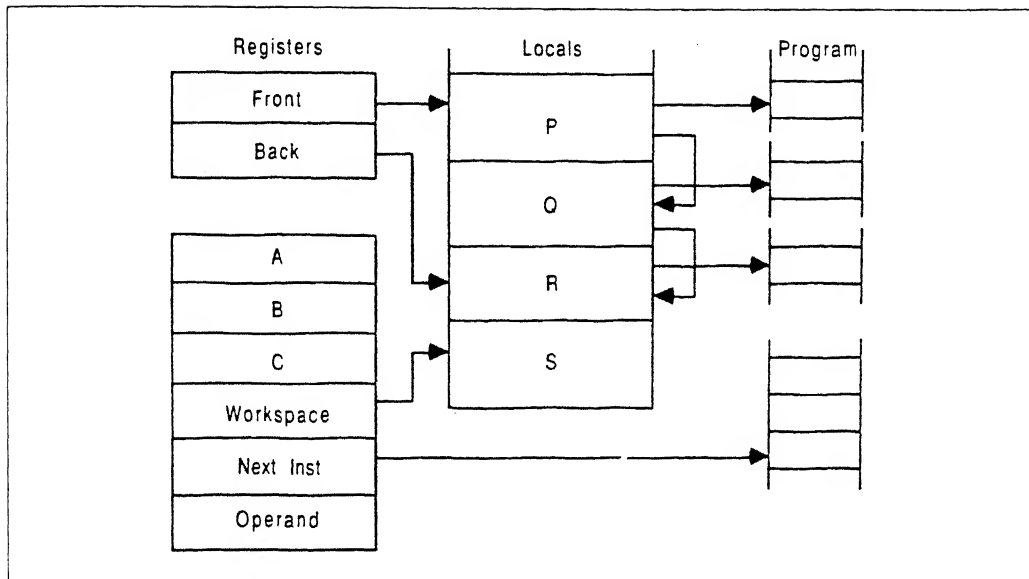 Registers
Locals
Program
Front
Back
P
Q
R
S
A
B
C
Workspace
Next Inst
Operand